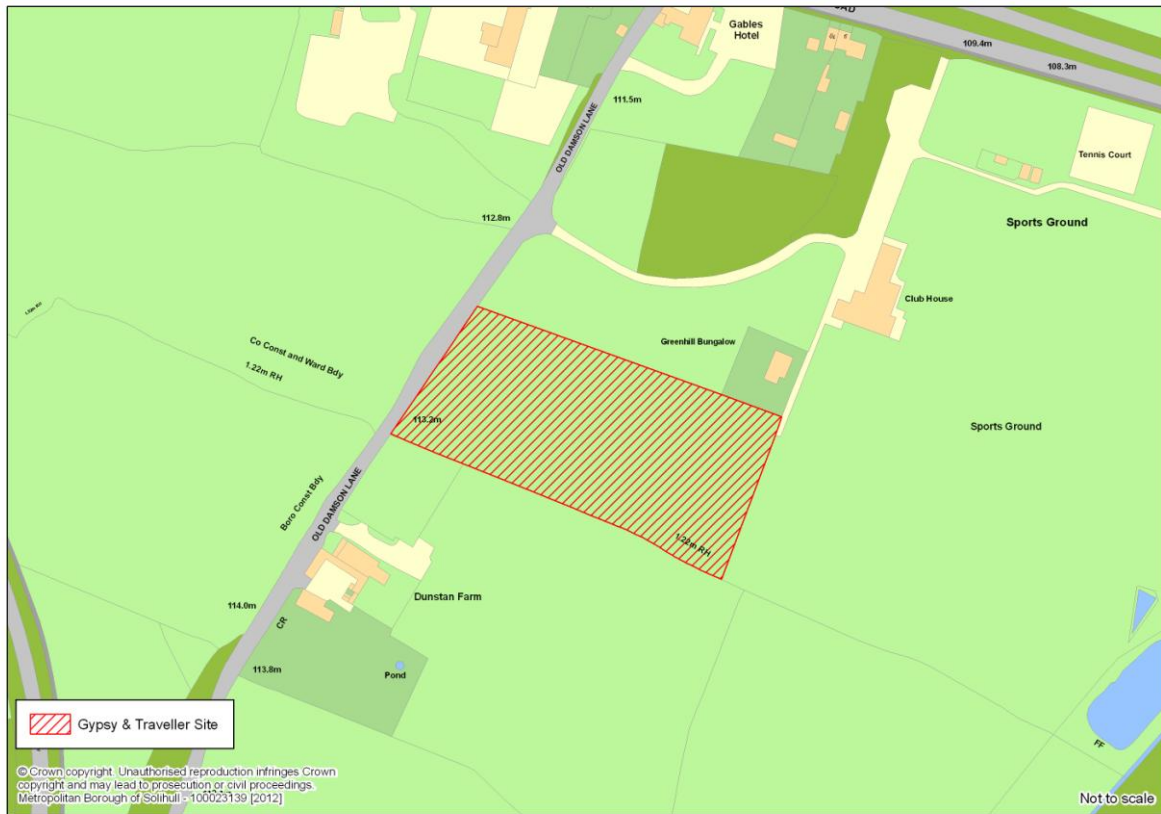 Gables
Hotel
OAD
109.4m
108.3m
111.5m
OLD DAMSON LANE
Tennis Court
112.8m
Sports Ground
Club House
Co Const and Ward Bdy
1.22m RH
Greenhill Bungalow
113.2m
Sports Ground
Boro Const Bdy
OLD DAMSON LANE
1.22m RH
Dunstan Farm
114.0m
CR
113.8m
Pond
Gypsy & Traveller Site
FF
© Crown copyright. Unauthorised reproduction infringes Crown
copyright and may lead to prosecution or civil proceedings.
Metropolitan Borough of Solihull - 100023139 [2012]
Not to scale